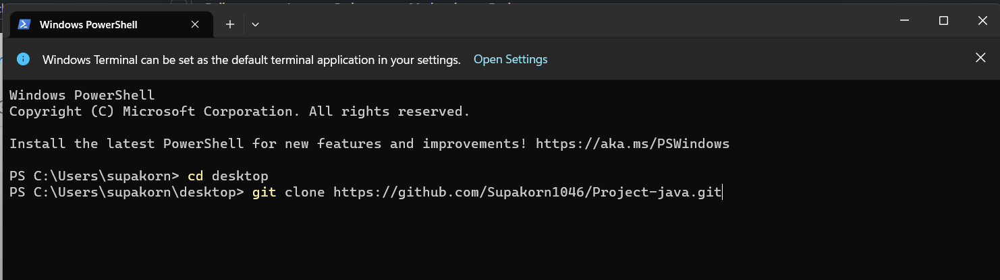 Windows PowerShell
Windows Terminal can be set as the default terminal application in your settings. Open Settings
Windows PowerShell
Copyright (C) Microsoft Corporation. All rights reserved.
Install the latest PowerShell for new features and improvements! https://aka.ms/PSWindows
PS C:\Users\supakorn> cd desktop
PS C:\Users\supakorn\desktop> git clone https://github.com/Supakorn1046/Project-java.git